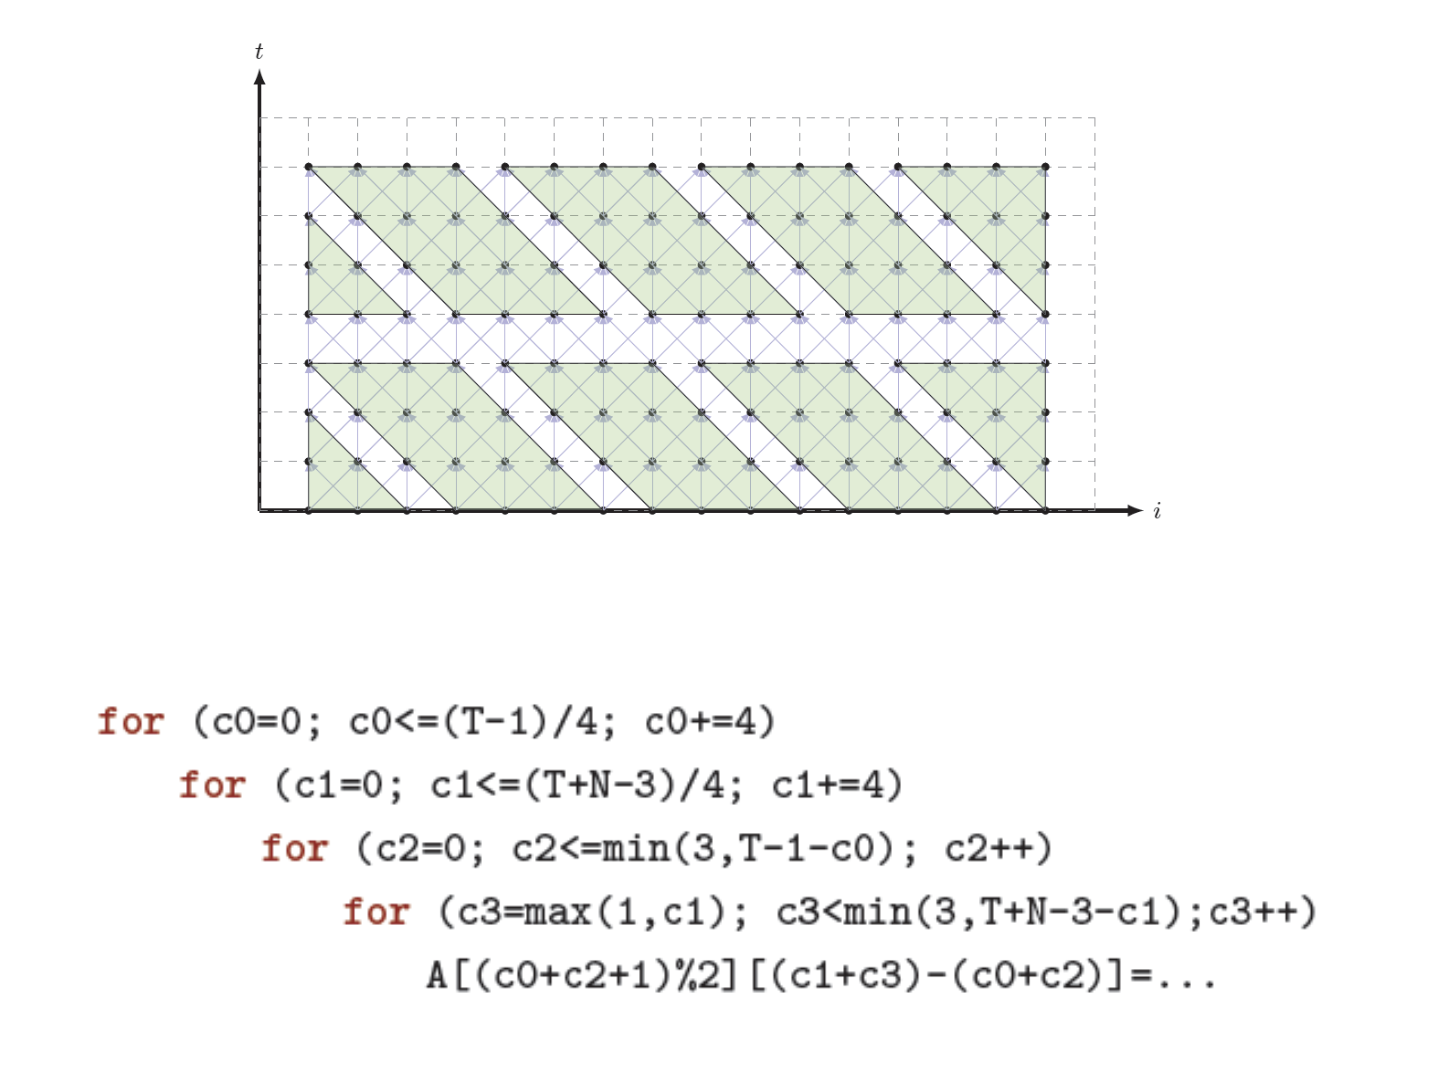 t
i
for (c0=0; c0<=(T-1)/4; c0+=4)
for (c1=0; c1<=(T+N-3)/4; c1+=4)
for (c2=0; c2<=min(3,T-1-c0); c2++)
for (c3=max(1,c1); c3<min(3,T+N-3-c1);c3++)
A[(c0+c2+1)%2][(c1+c3)-(c0+c2)]=...